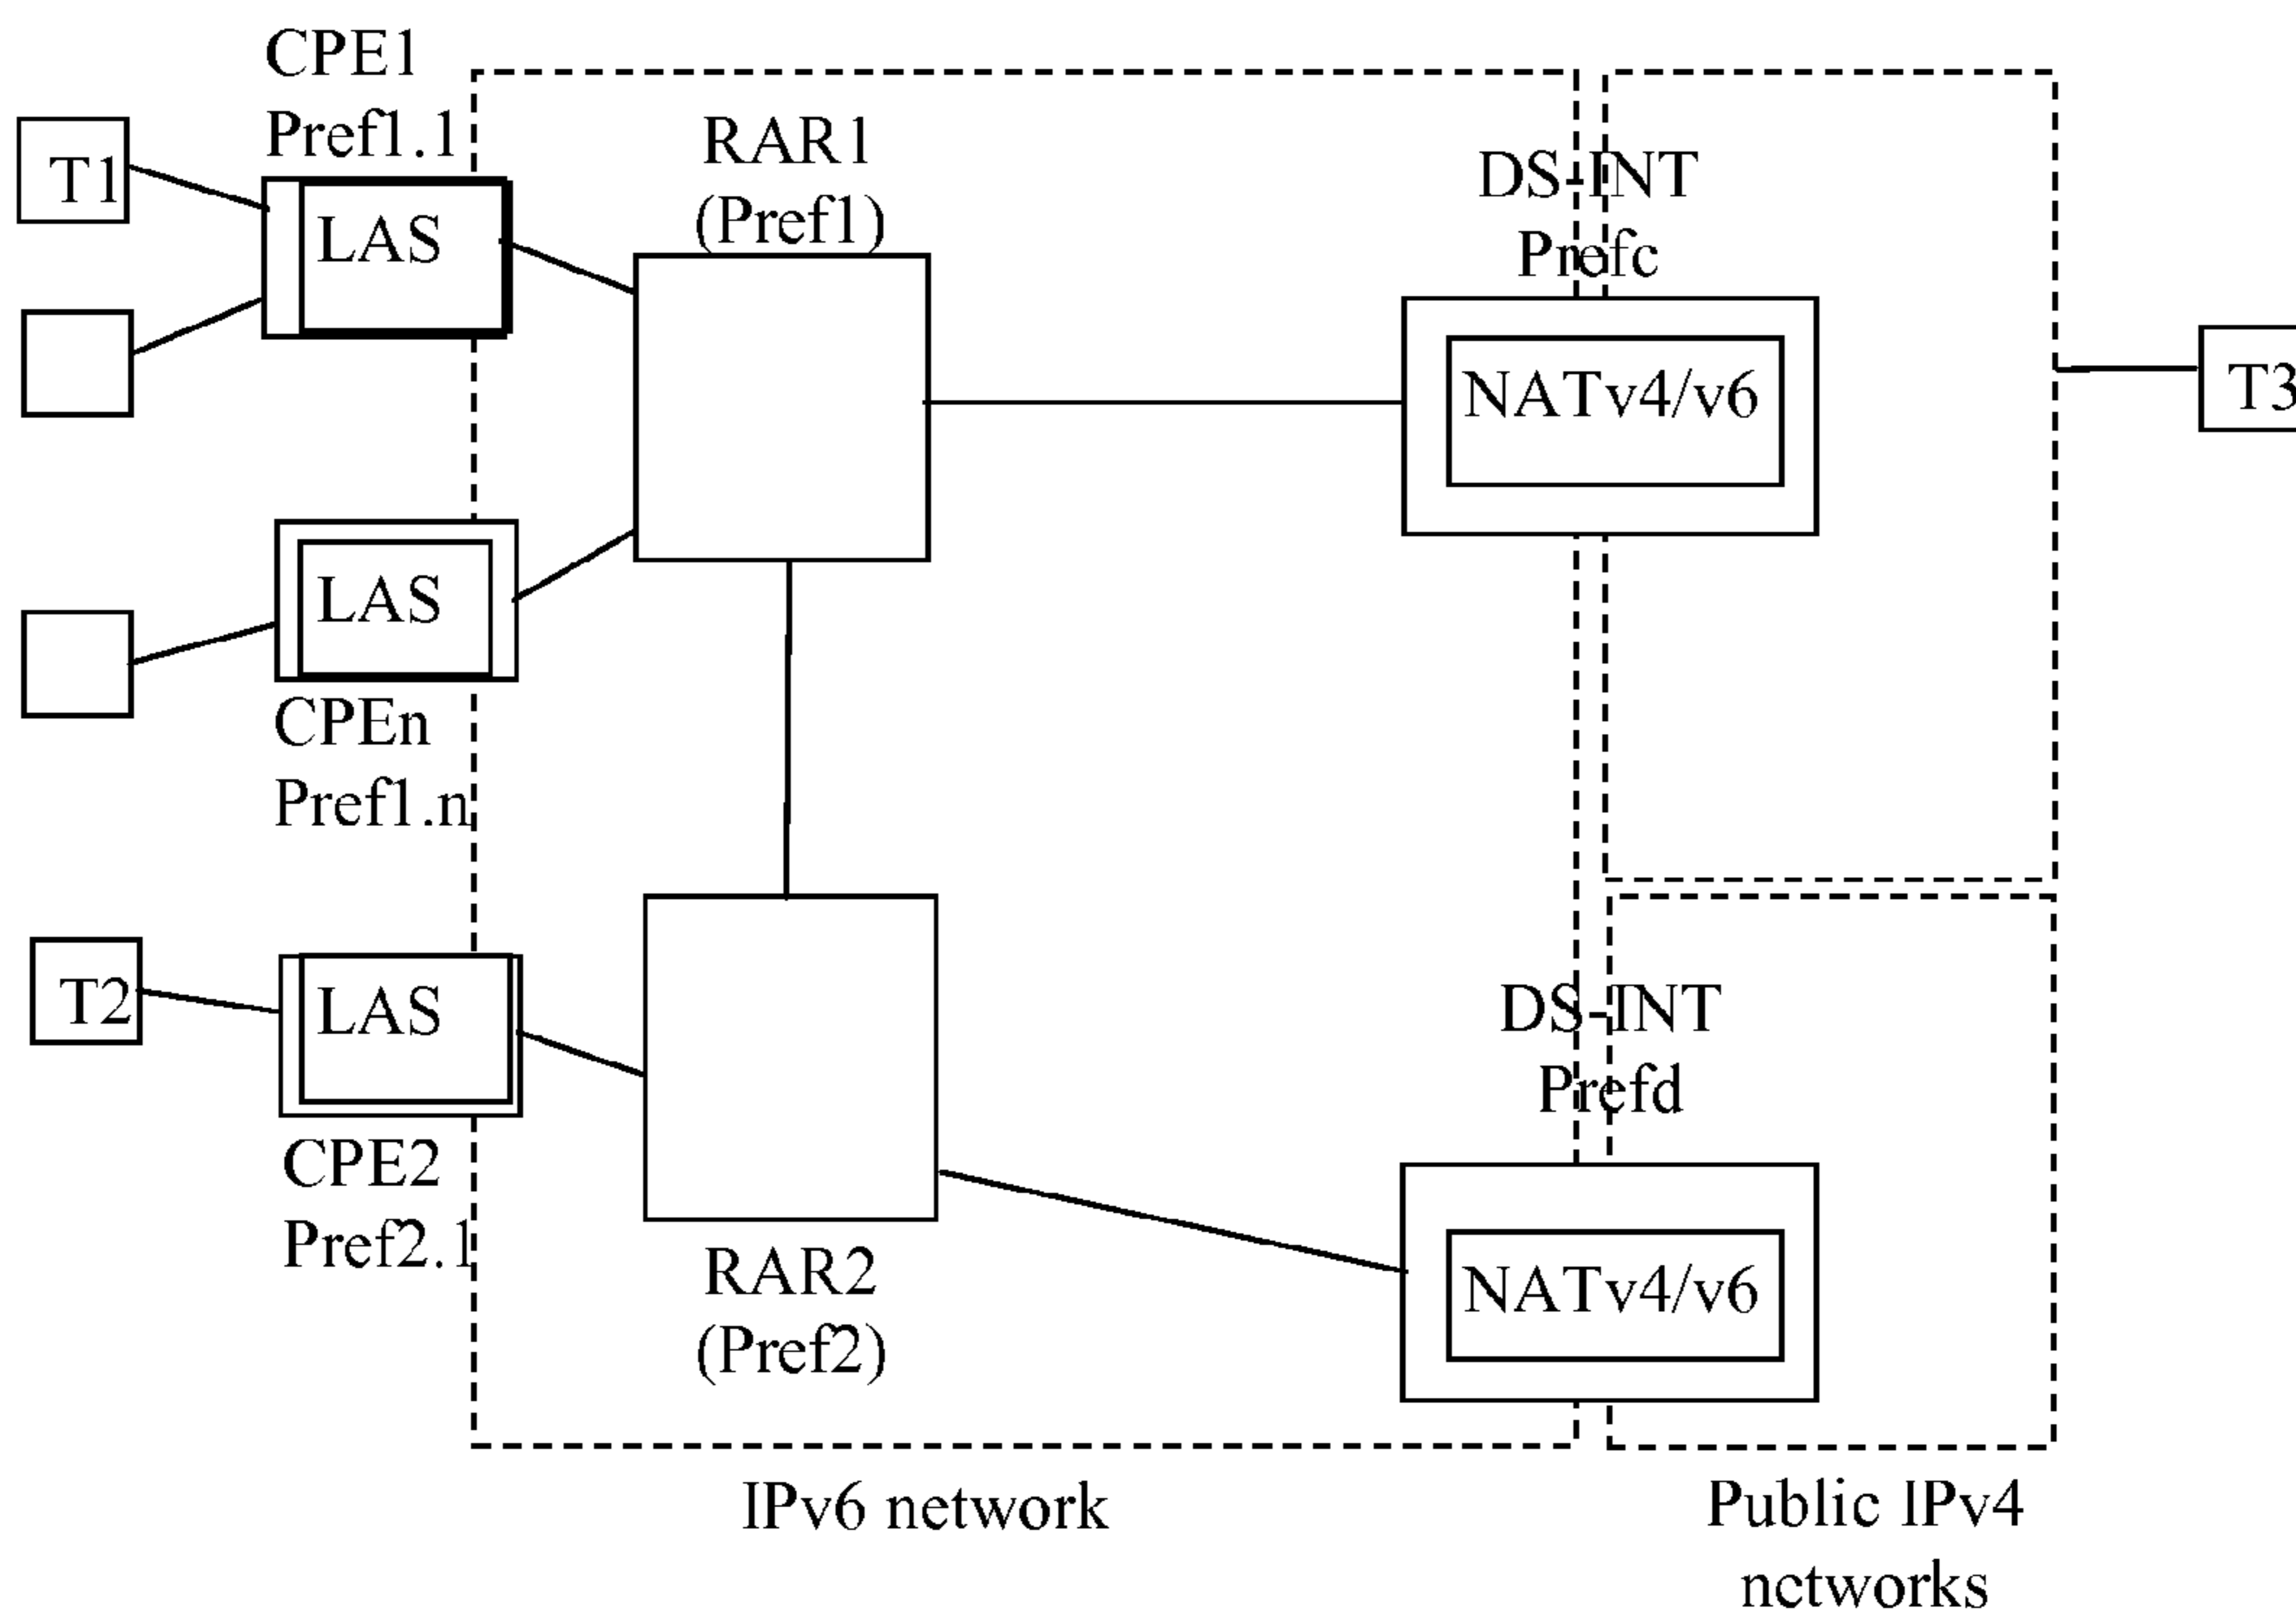 CPE1
Pref1.1
T1
LAS
RAR1
(Pref1)
DS-INT
Prefc
NATv4/v6
T3
LAS
CPEn
Pref1.n
T2
LAS
CPE2
Pref2.1
RAR2
(Pref2)
DS-INT
Prefd
NATv4/v6
IPv6 network
Public IPv4
nctworks